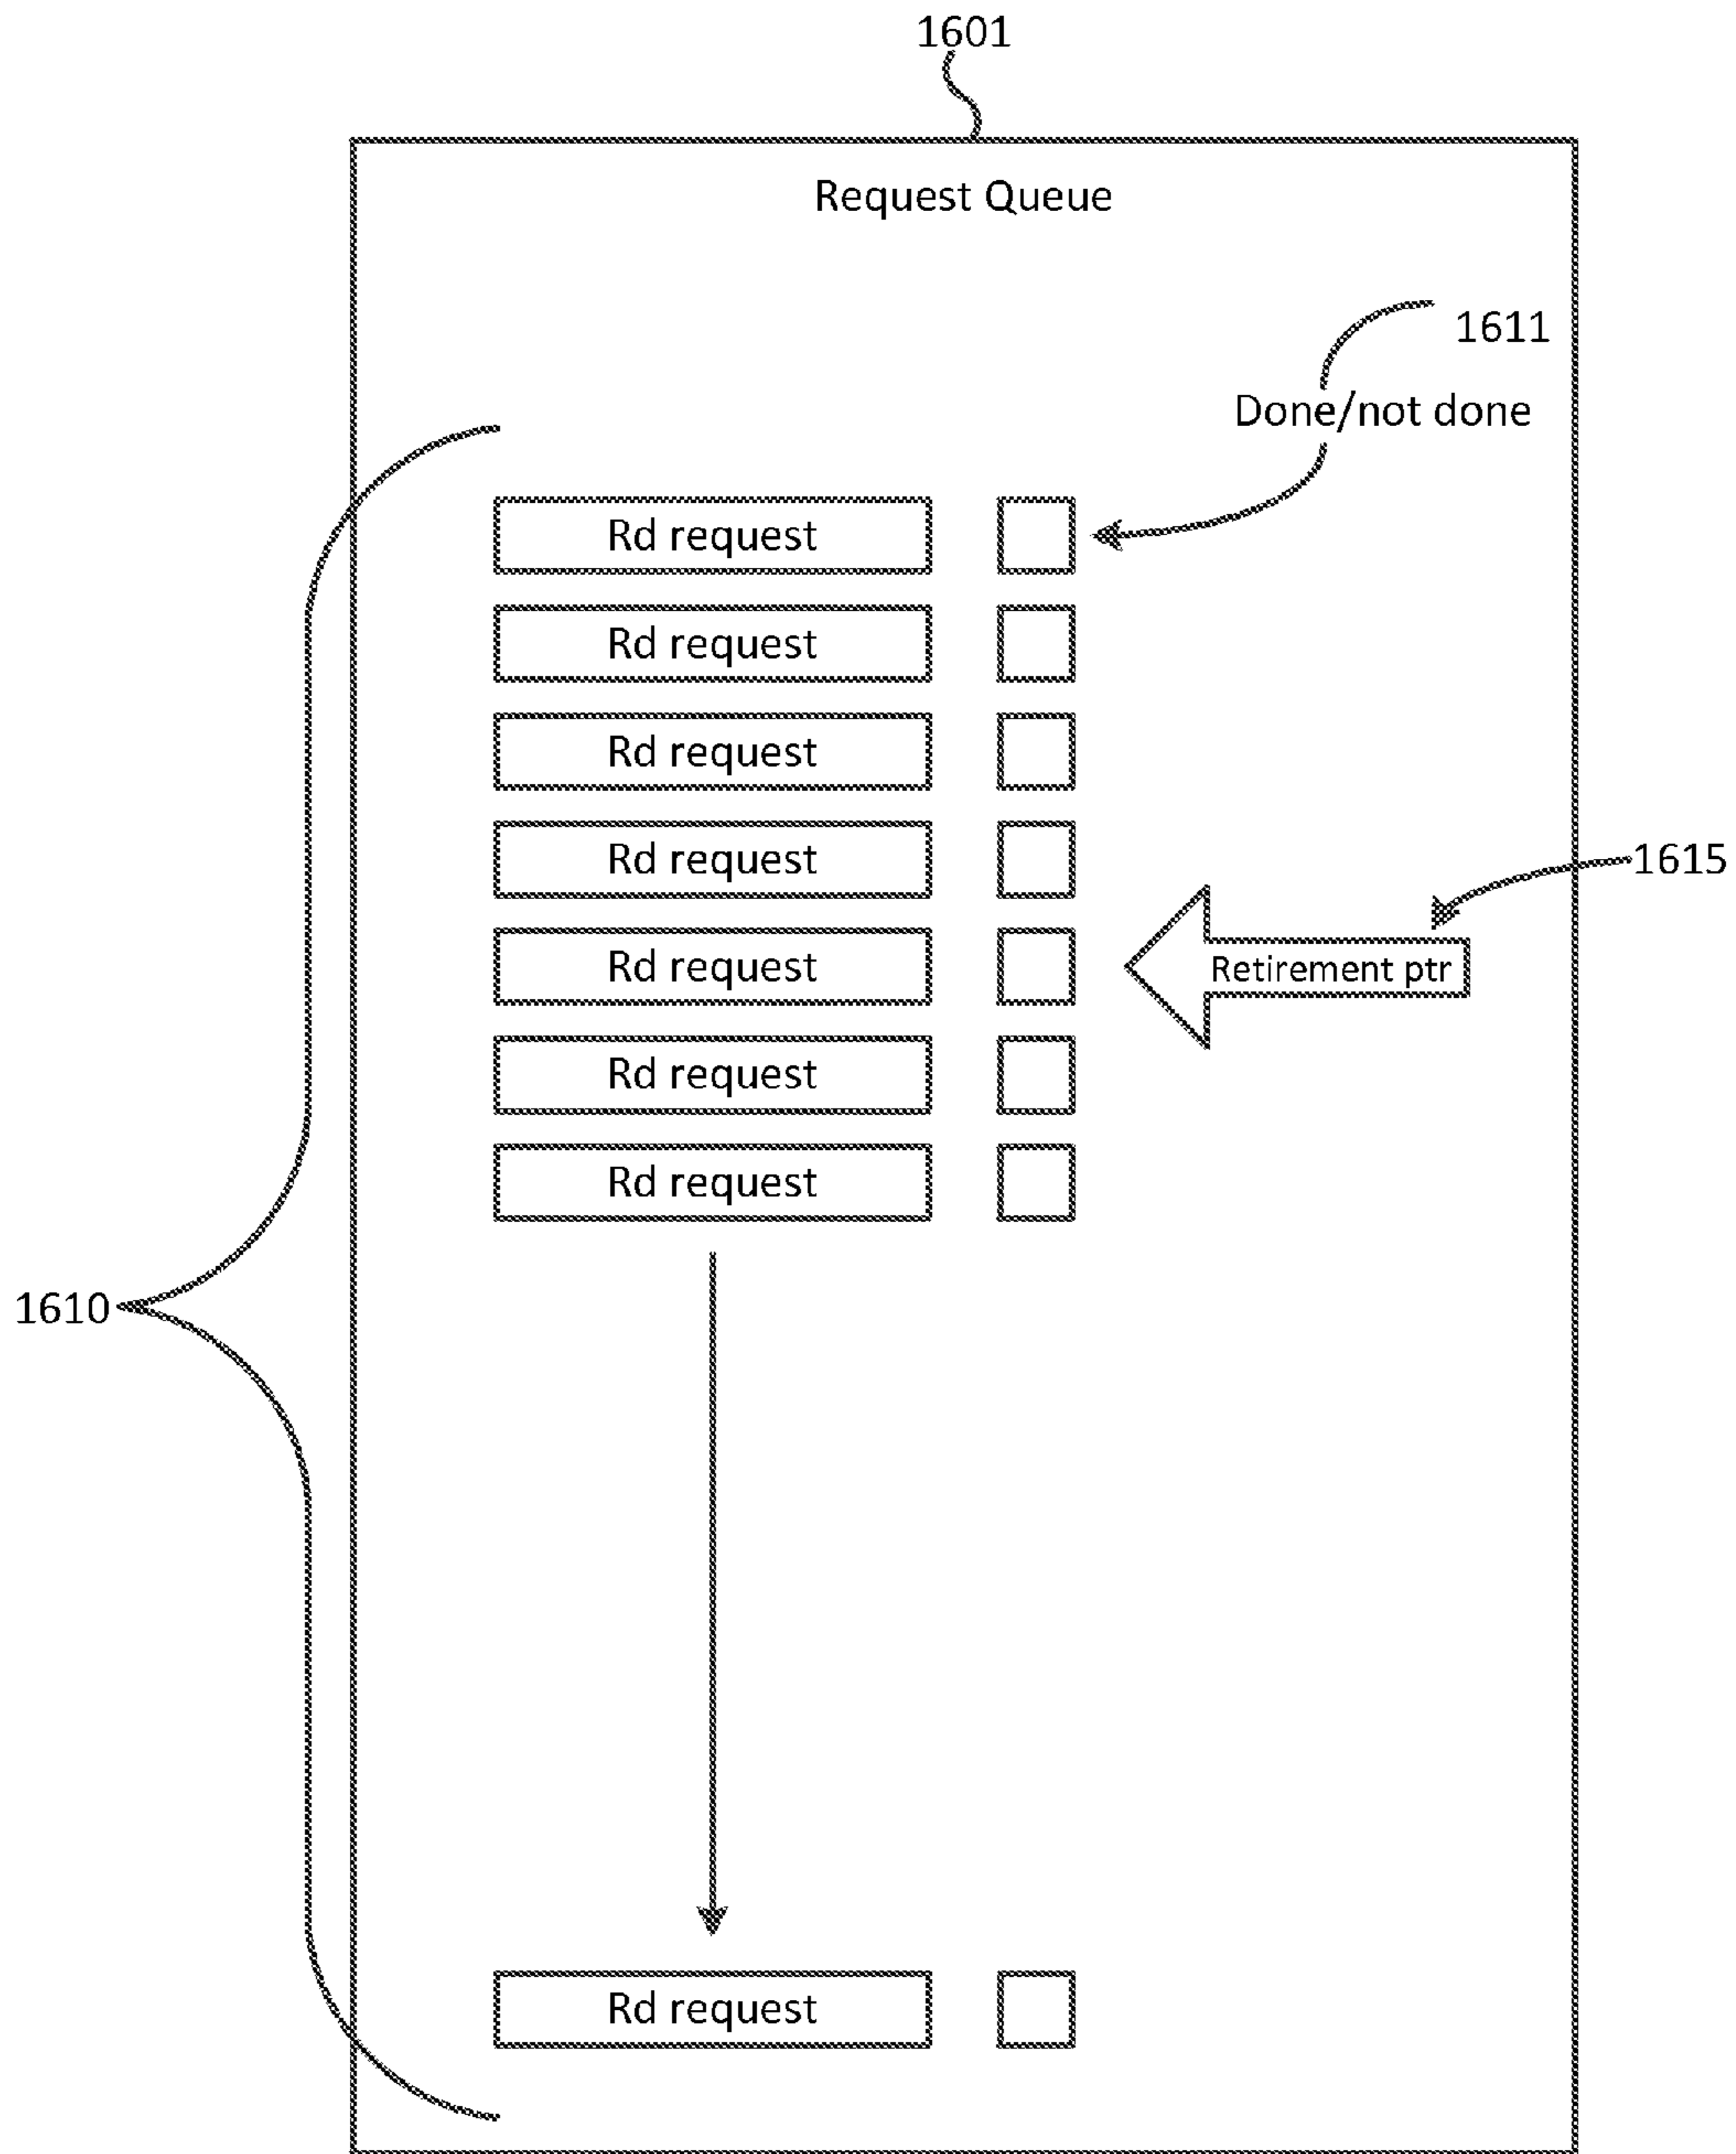 1601
Request Queue
1611
Done/not done
Rd request
Rd request
Rd request
Rd request
1615
Rd request
Retirement ptr
Rd request
Rd request
1610
Rd request